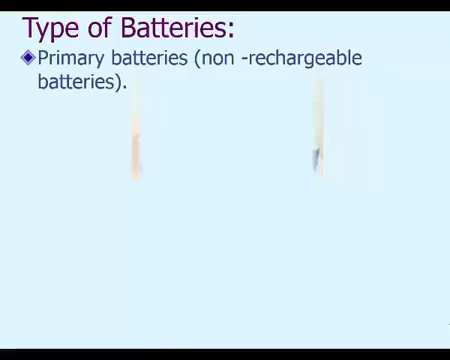 Type of Batteries:
Primary batteries (non -rechargeable
batteries).